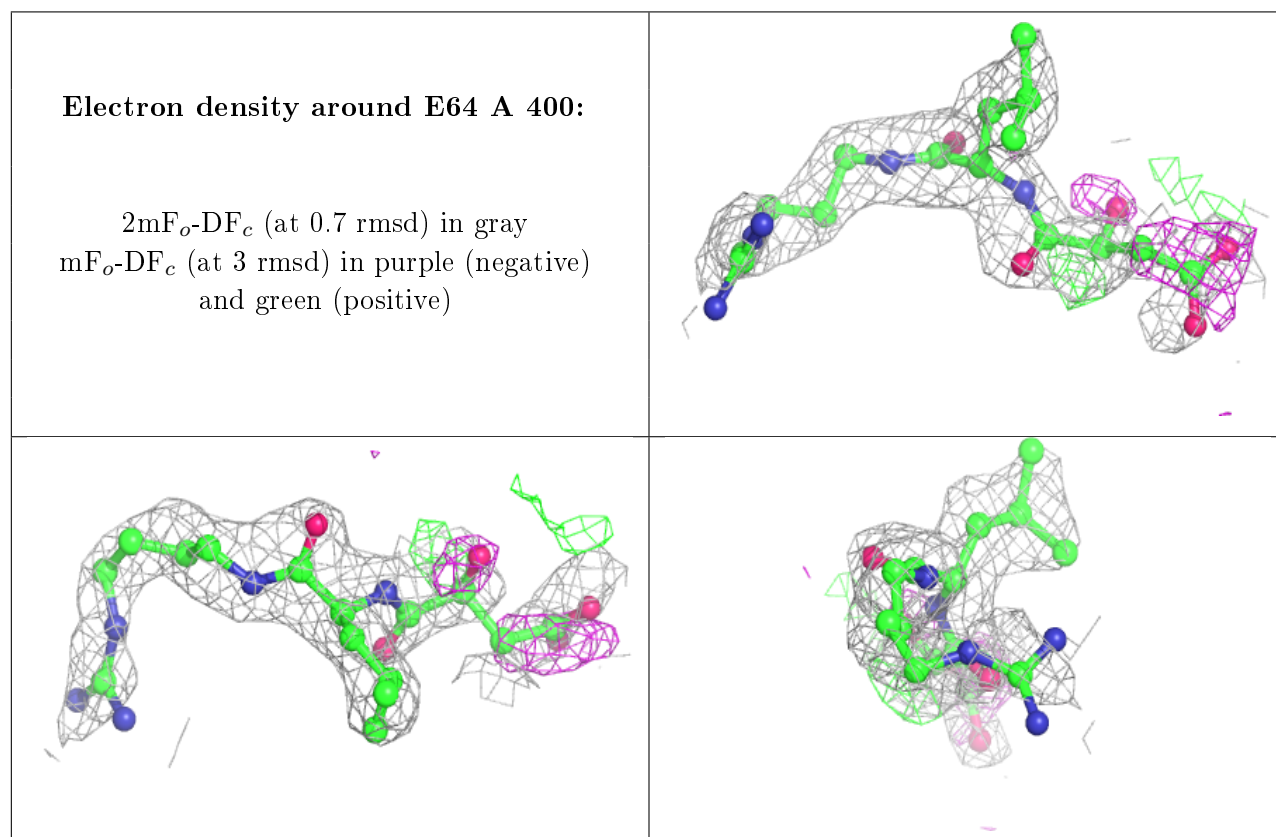 Electron density around E64 A 400:
2mFₒ-DF𝒸 (at 0.7 rmsd) in gray
mFₒ-DF𝒸 (at 3 rmsd) in purple (negative)
and green (positive)